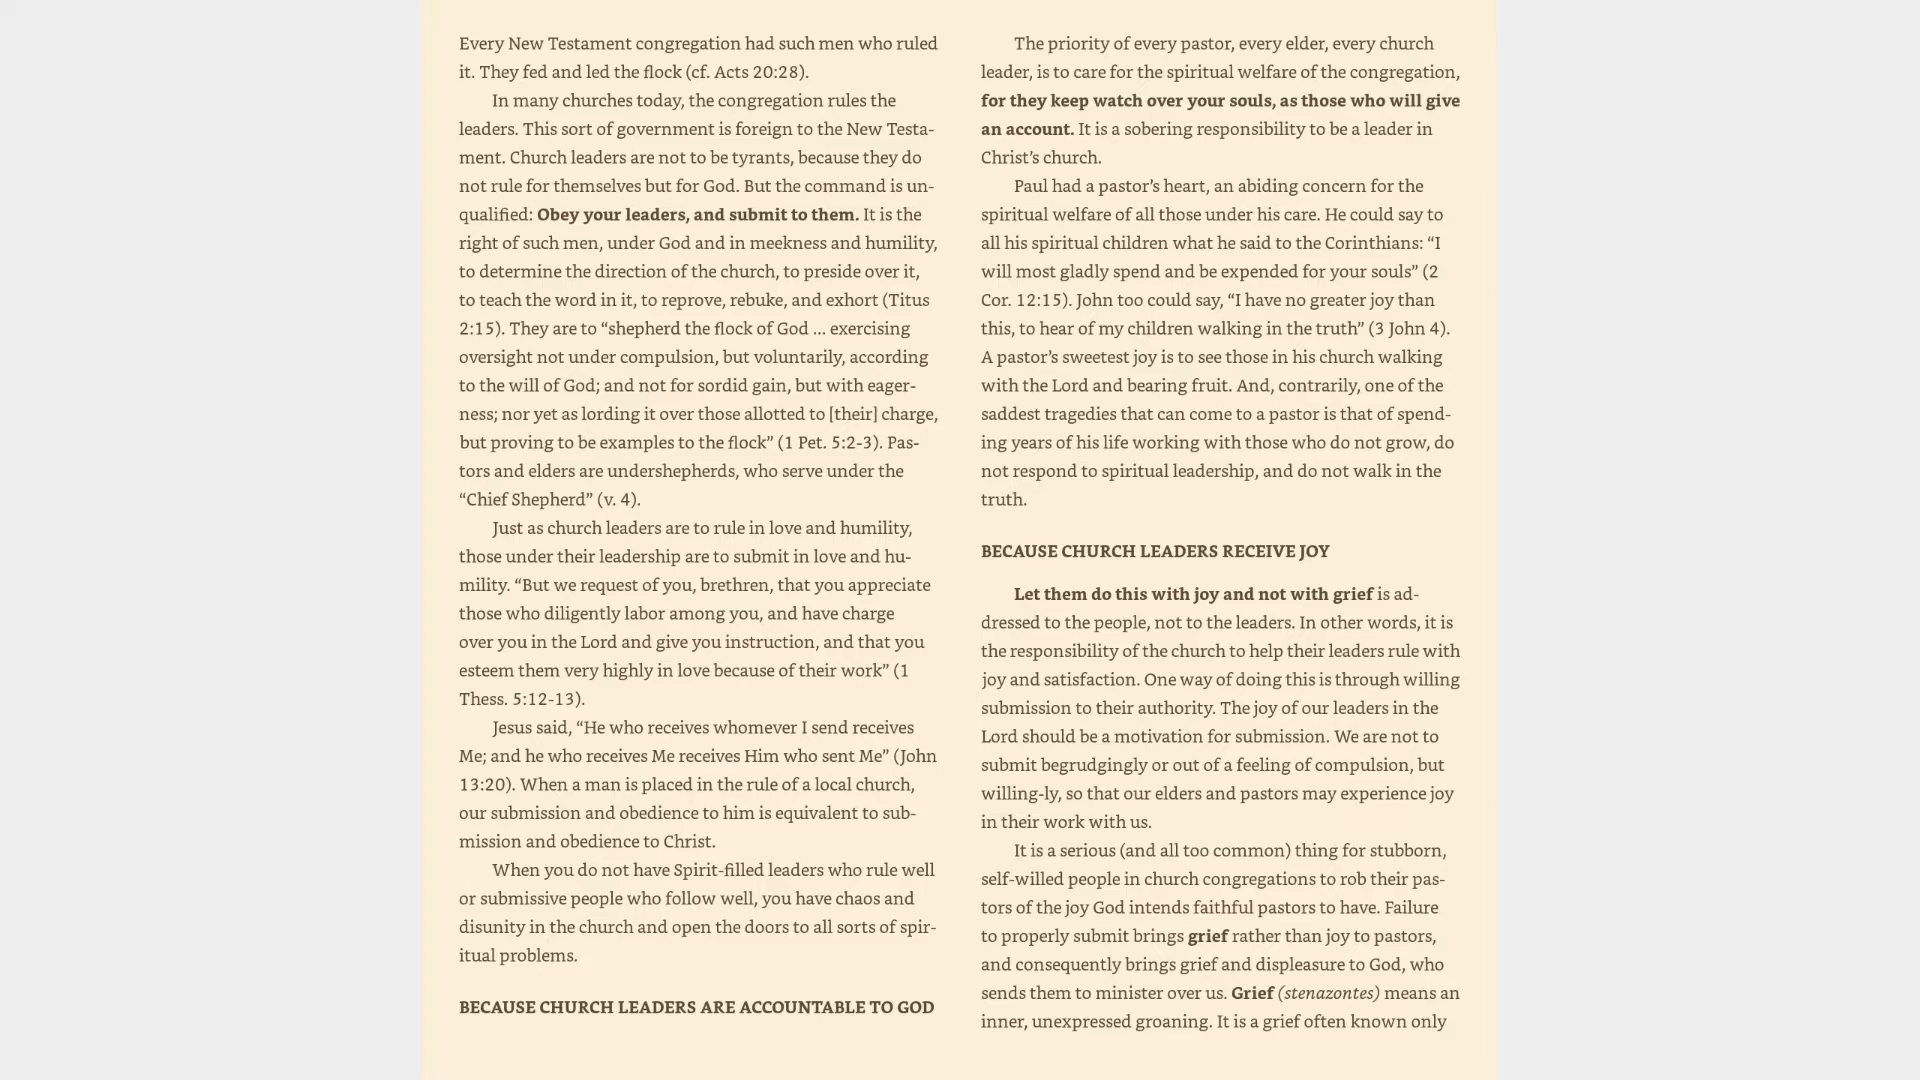 Every New Testament congregation had such men who ruled
it. They fed and led the flock (cf. Acts 20:28).
In many churches today, the congregation rules the
leaders. This sort of government is foreign to the New Testa-
ment. Church leaders are not to be tyrants, because they do
not rule for themselves but for God. But the command is un-
qualified: Obey your leaders, and submit to them. It is the
right of such men, under God and in meekness and humility,
to determine the direction of the church, to preside over it,
to teach the word in it, to reprove, rebuke, and exhort (Titus
2:15). They are to “shepherd the flock of God ... exercising
oversight not under compulsion, but voluntarily, according
to the will of God; and not for sordid gain, but with eager-
ness; nor yet as lording it over those allotted to [their] charge,
but proving to be examples to the flock” (1 Pet. 5:2-3). Pas-
tors and elders are undershepherds, who serve under the
“Chief Shepherd” (v. 4).
Just as church leaders are to rule in love and humility,
those under their leadership are to submit in love and hu-
mility. “But we request of you, brethren, that you appreciate
those who diligently labor among you, and have charge
over you in the Lord and give you instruction, and that you
esteem them very highly in love because of their work” (1
Thess. 5:12-13).
Jesus said, “He who receives whomever I send receives
Me; and he who receives Me receives Him who sent Me” (John
13:20). When a man is placed in the rule of a local church,
our submission and obedience to him is equivalent to sub-
mission and obedience to Christ.
When you do not have Spirit-filled leaders who rule well
or submissive people who follow well, you have chaos and
disunity in the church and open the doors to all sorts of spir-
itual problems.
BECAUSE CHURCH LEADERS ARE ACCOUNTABLE TO GOD
The priority of every pastor, every elder, every church
leader, is to care for the spiritual welfare of the congregation,
for they keep watch over your souls, as those who will give
an account. It is a sobering responsibility to be a leader in
Christ’s church.
Paul had a pastor’s heart, an abiding concern for the
spiritual welfare of all those under his care. He could say to
all his spiritual children what he said to the Corinthians: “I
will most gladly spend and be expended for your souls” (2
Cor. 12:15). John too could say, “I have no greater joy than
this, to hear of my children walking in the truth” (3 John 4).
A pastor’s sweetest joy is to see those in his church walking
with the Lord and bearing fruit. And, contrarily, one of the
saddest tragedies that can come to a pastor is that of spend-
ing years of his life working with those who do not grow, do
not respond to spiritual leadership, and do not walk in the
truth.
BECAUSE CHURCH LEADERS RECEIVE JOY
Let them do this with joy and not with grief is ad-
dressed to the people, not to the leaders. In other words, it is
the responsibility of the church to help their leaders rule with
joy and satisfaction. One way of doing this is through willing
submission to their authority. The joy of our leaders in the
Lord should be a motivation for submission. We are not to
submit begrudgingly or out of a feeling of compulsion, but
willing-ly, so that our elders and pastors may experience joy
in their work with us.
It is a serious (and all too common) thing for stubborn,
self-willed people in church congregations to rob their pas-
tors of the joy God intends faithful pastors to have. Failure
to properly submit brings grief rather than joy to pastors,
and consequently brings grief and displeasure to God, who
sends them to minister over us. Grief (stenazontes) means an
inner, unexpressed groaning. It is a grief often known only